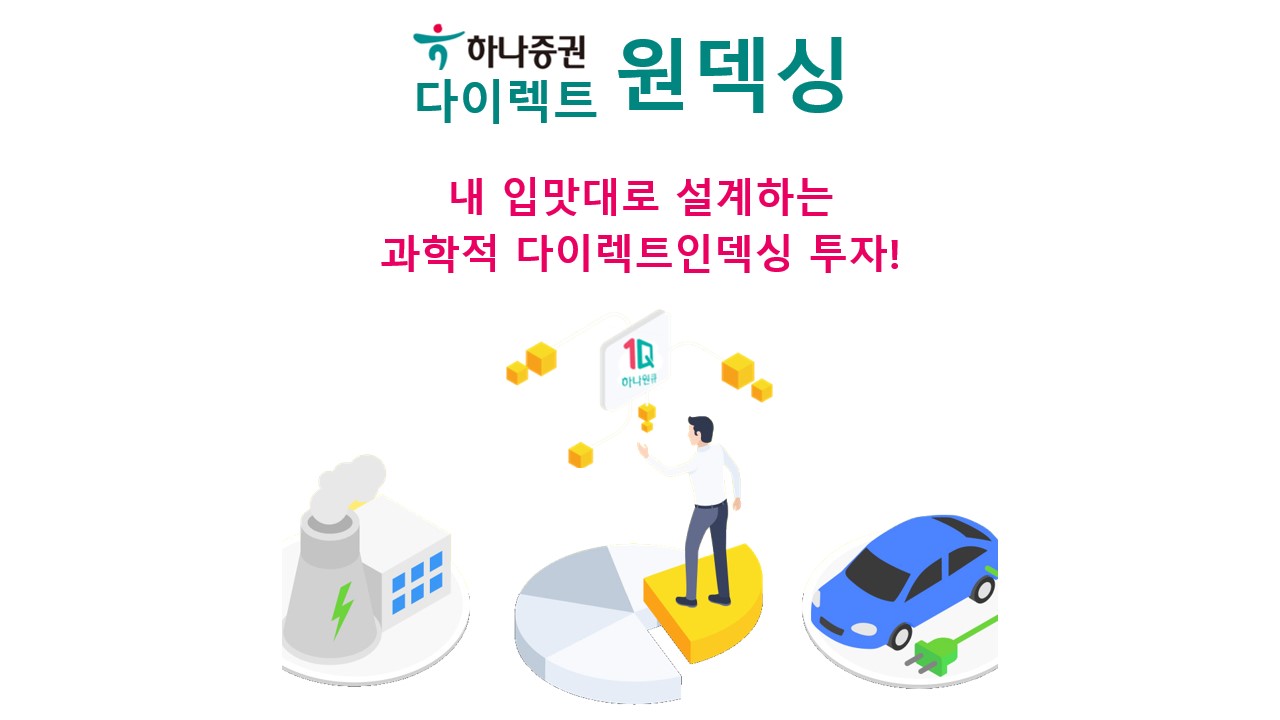 하나증권
다이렉트 원덱싱
내 입맛대로 설계하는
과학적 다이렉트인덱싱 투자!
1Q
하나원큐